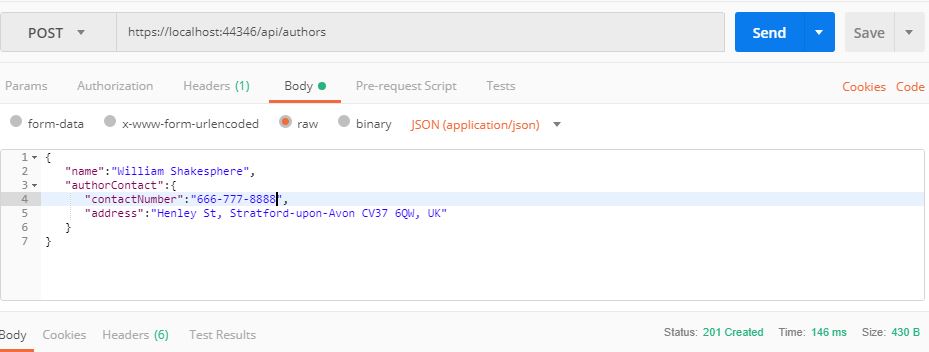 POST https://localhost:44346/api/authors Send Save
Params Authorization Headers (1) Body Pre-request Script Tests Cookies Code
form-data x-www-form-urlencoded raw binary JSON (application/json)
1 {
2 "name":"William Shakesphere",
3 "authorContact":{
4 "contactNumber":"666-777-8888",
5 "address":"Henley St, Stratford-upon-Avon CV37 6QW, UK"
6 }
7 }
Body Cookies Headers (6) Test Results Status: 201 Created Time: 146 ms Size: 430 B